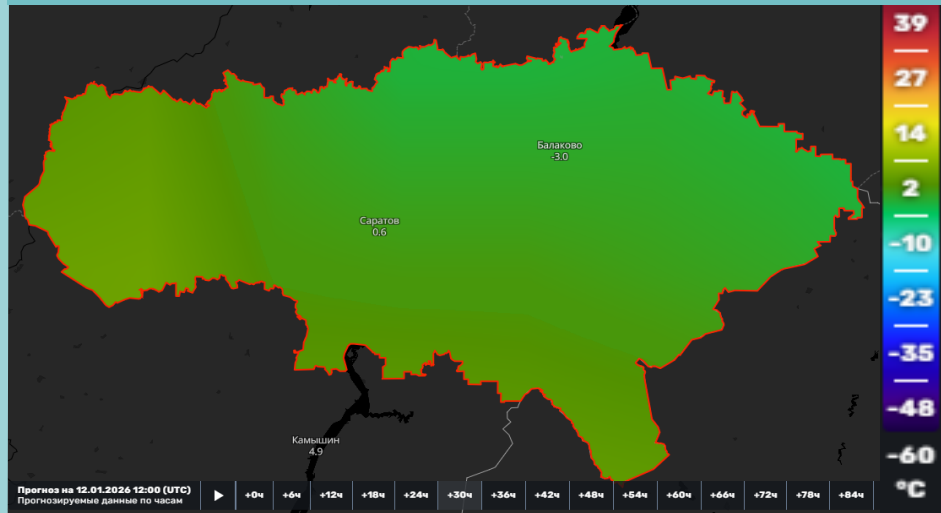 39
27
14
2
-10
-23
-35
-48
-60
°C
Балаково
-3.0
Саратов
0.6
Камышин
4.9
Прогноз на 12.01.2026 12:00 (UTC)
Прогнозируемые данные по часам
+0ч +6ч +12ч +18ч +24ч +30ч +36ч +42ч +48ч +54ч +60ч +66ч +72ч +78ч +84ч